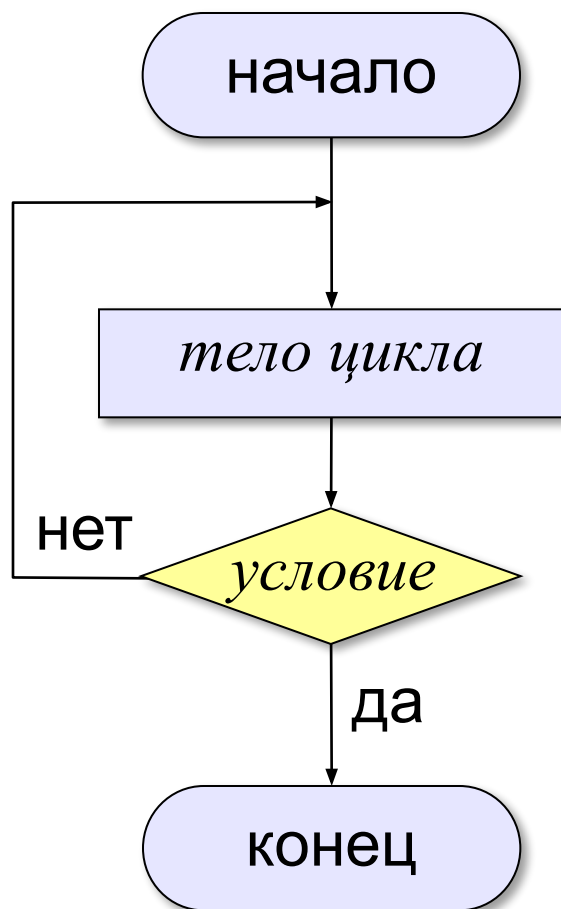 начало
тело цикла
нет
условие
да
конец